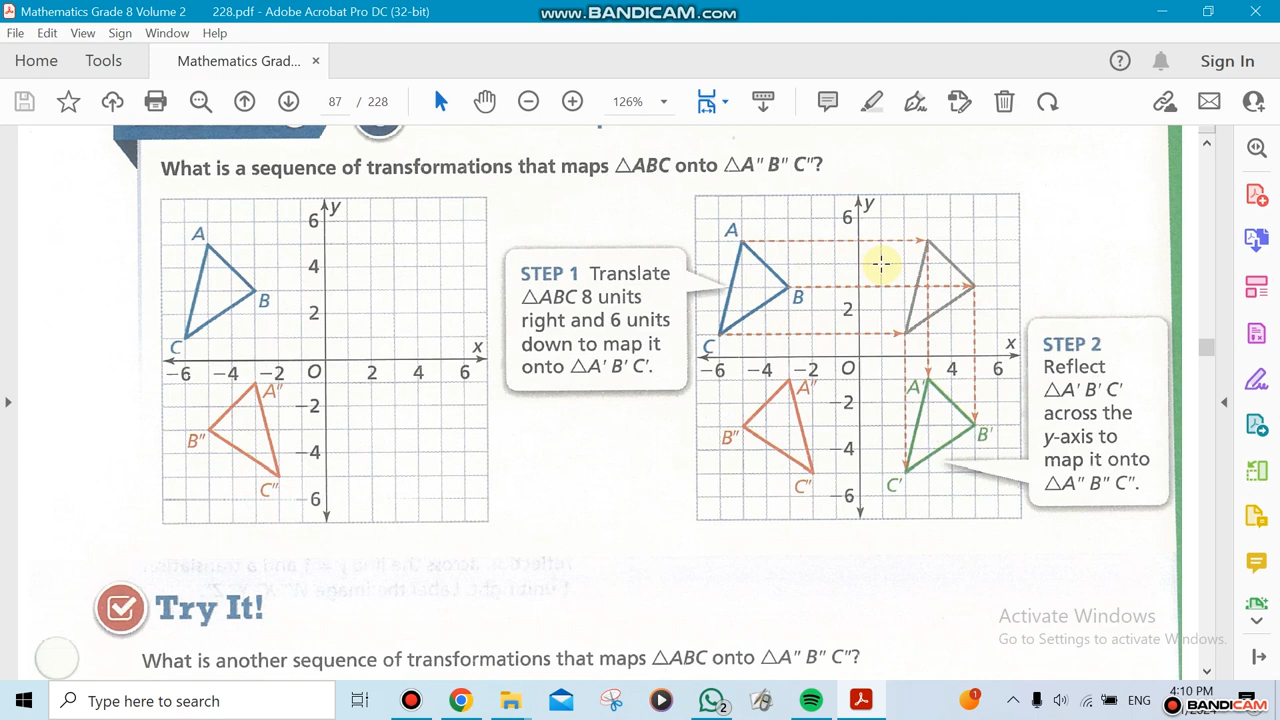 Mathematics Grade 8 Volume 2 228.pdf - Adobe Acrobat Pro DC (32-bit)
www.BANDICAM.com
File Edit View Sign Window Help
Home Tools Mathematics Grad... × Sign In
87 / 228 126%
What is a sequence of transformations that maps △ABC onto △A″ B″ C″?
6 y
A
4
B
2
C x
−6 −4 −2 O 2 4 6
A″
−2
B″
−4
C″
6
STEP 1 Translate
△ABC 8 units
right and 6 units
down to map it
onto △A′ B′ C′.
6 y
A
B
2
C x
−6 −4 −2 O 4 6
A″ A′
−2
B″ B′
−4
C″ C′
−6
STEP 2
Reflect
△A′ B′ C′
across the
y-axis to
map it onto
△A″ B″ C″.
Try It!
What is another sequence of transformations that maps △ABC onto △A″ B″ C″?
Activate Windows
Go to Settings to activate Windows.
Type here to search
2
1
ENG
4:10 PM
BANDICAM